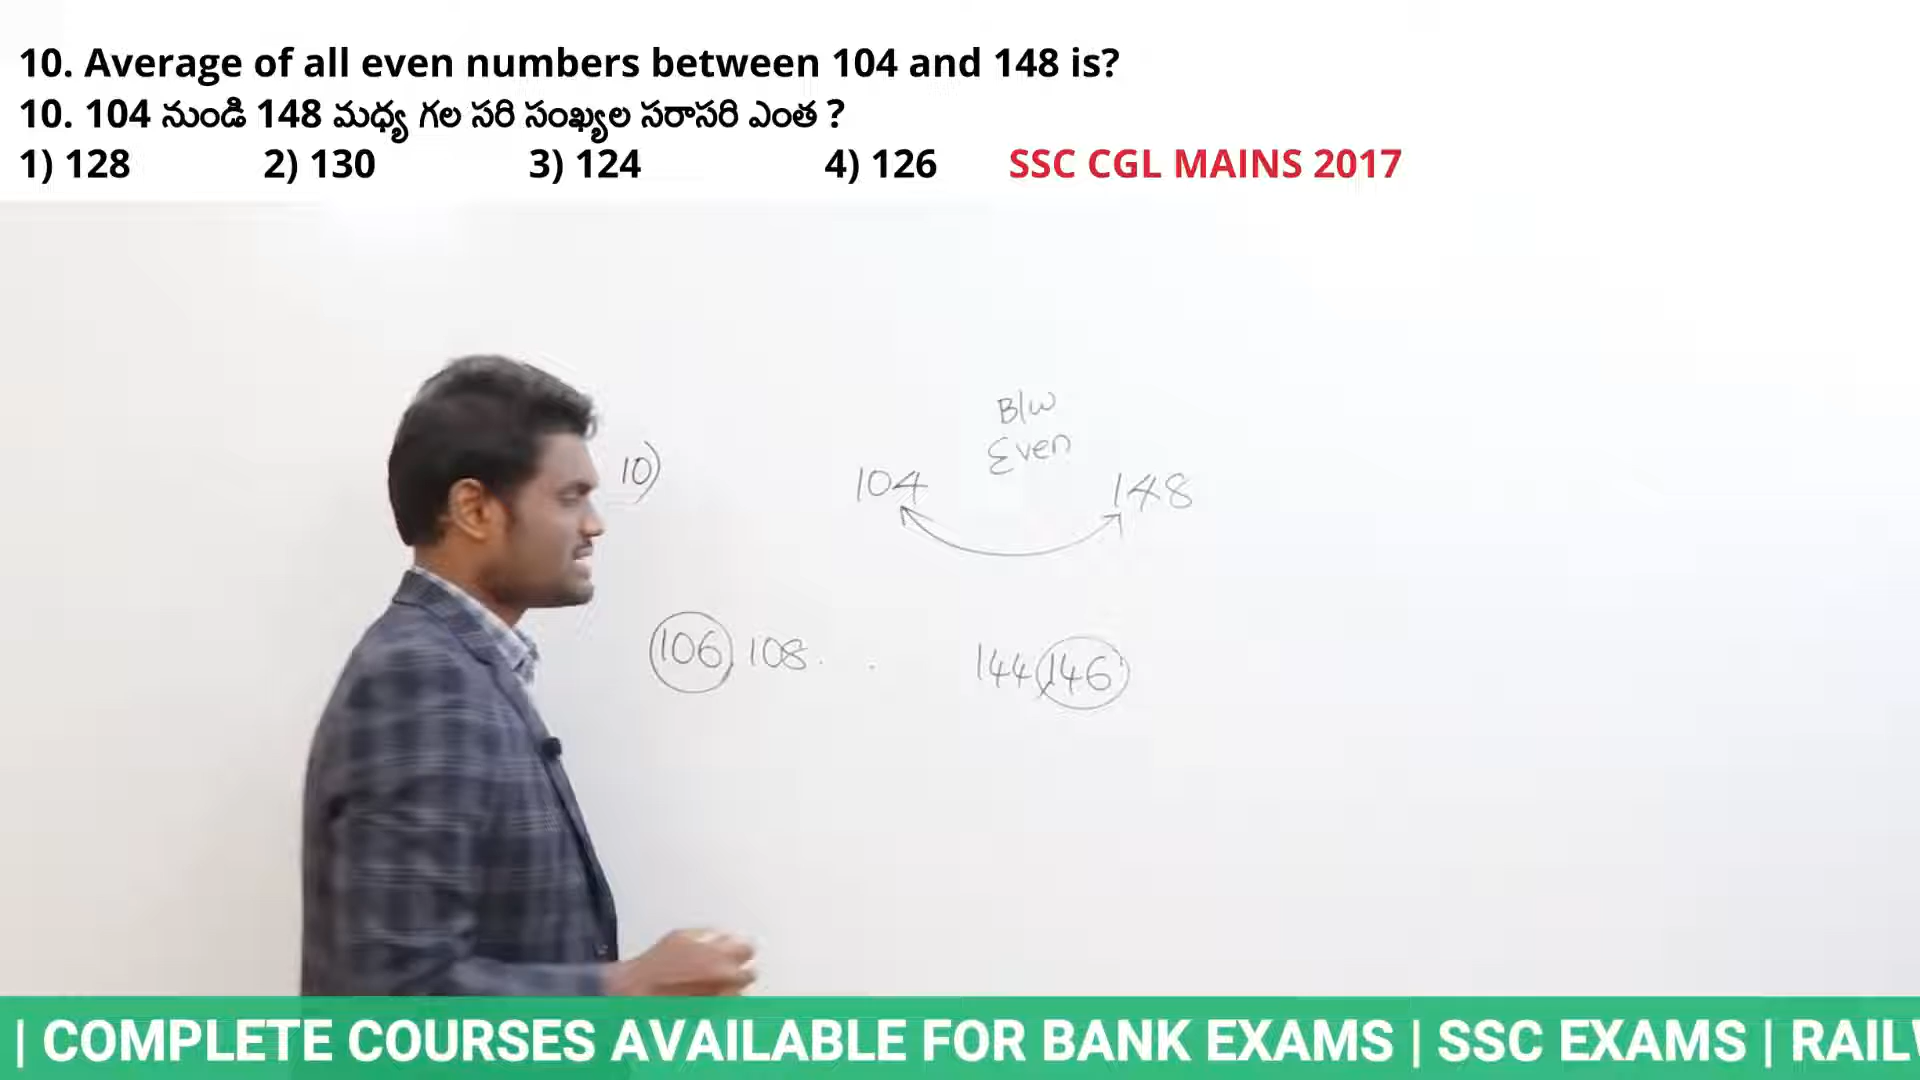 10. Average of all even numbers between 104 and 148 is?
10. 104 నుండి 148 మధ్య గల సరి సంఖ్యల సరాసరి ఎంత ?
1) 128 2) 130 3) 124 4) 126 SSC CGL MAINS 2017
B/W
Even
10) 104 148
106, 108 . . 144, 146
| COMPLETE COURSES AVAILABLE FOR BANK EXAMS | SSC EXAMS | RAILW